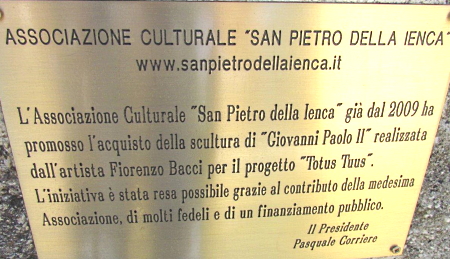 ASSOCIAZIONE CULTURALE "SAN PIETRO DELLA IENCA"
www.sanpietrodellaienca.it
L'Associazione Culturale "San Pietro della Ienca" già dal 2009 ha
promosso l'acquisto della scultura di "Giovanni Paolo II" realizzata
dall'artista Fiorenzo Bacci per il progetto "Totus Tuus".
L'iniziativa è stata resa possibile grazie al contributo della medesima
Associazione, di molti fedeli e di un finanziamento pubblico.
Il Presidente
Pasquale Corriere